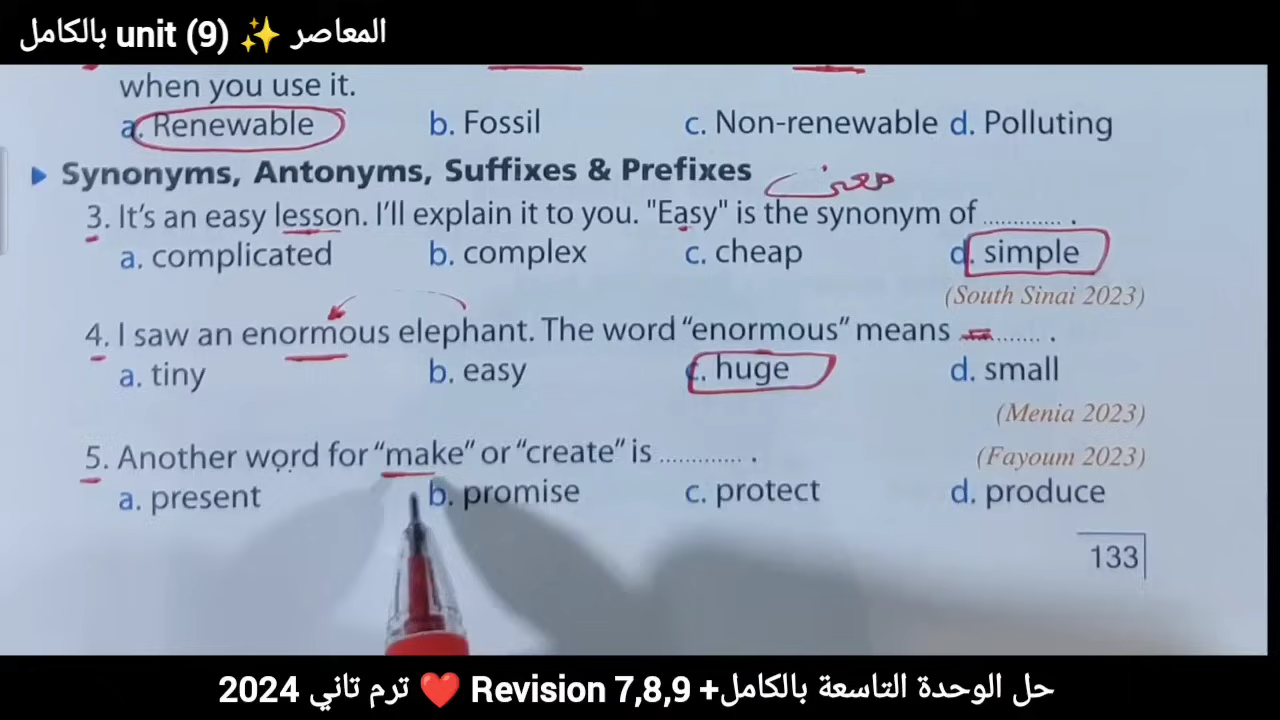 المعاصر ✨ unit (9) بالكامل
when you use it.
a. Renewable b. Fossil c. Non-renewable d. Polluting
Synonyms, Antonyms, Suffixes & Prefixes معنى
3. It's an easy lesson. I'll explain it to you. "Easy" is the synonym of ............. .
a. complicated b. complex c. cheap d. simple
(South Sinai 2023)
4. I saw an enormous elephant. The word “enormous” means ............. .
a. tiny b. easy c. huge d. small
(Menia 2023)
5. Another word for “make” or “create” is ............. . (Fayoum 2023)
a. present b. promise c. protect d. produce
133
حل الوحدة التاسعة بالكامل+ Revision 7,8,9 ❤️ ترم تاني 2024